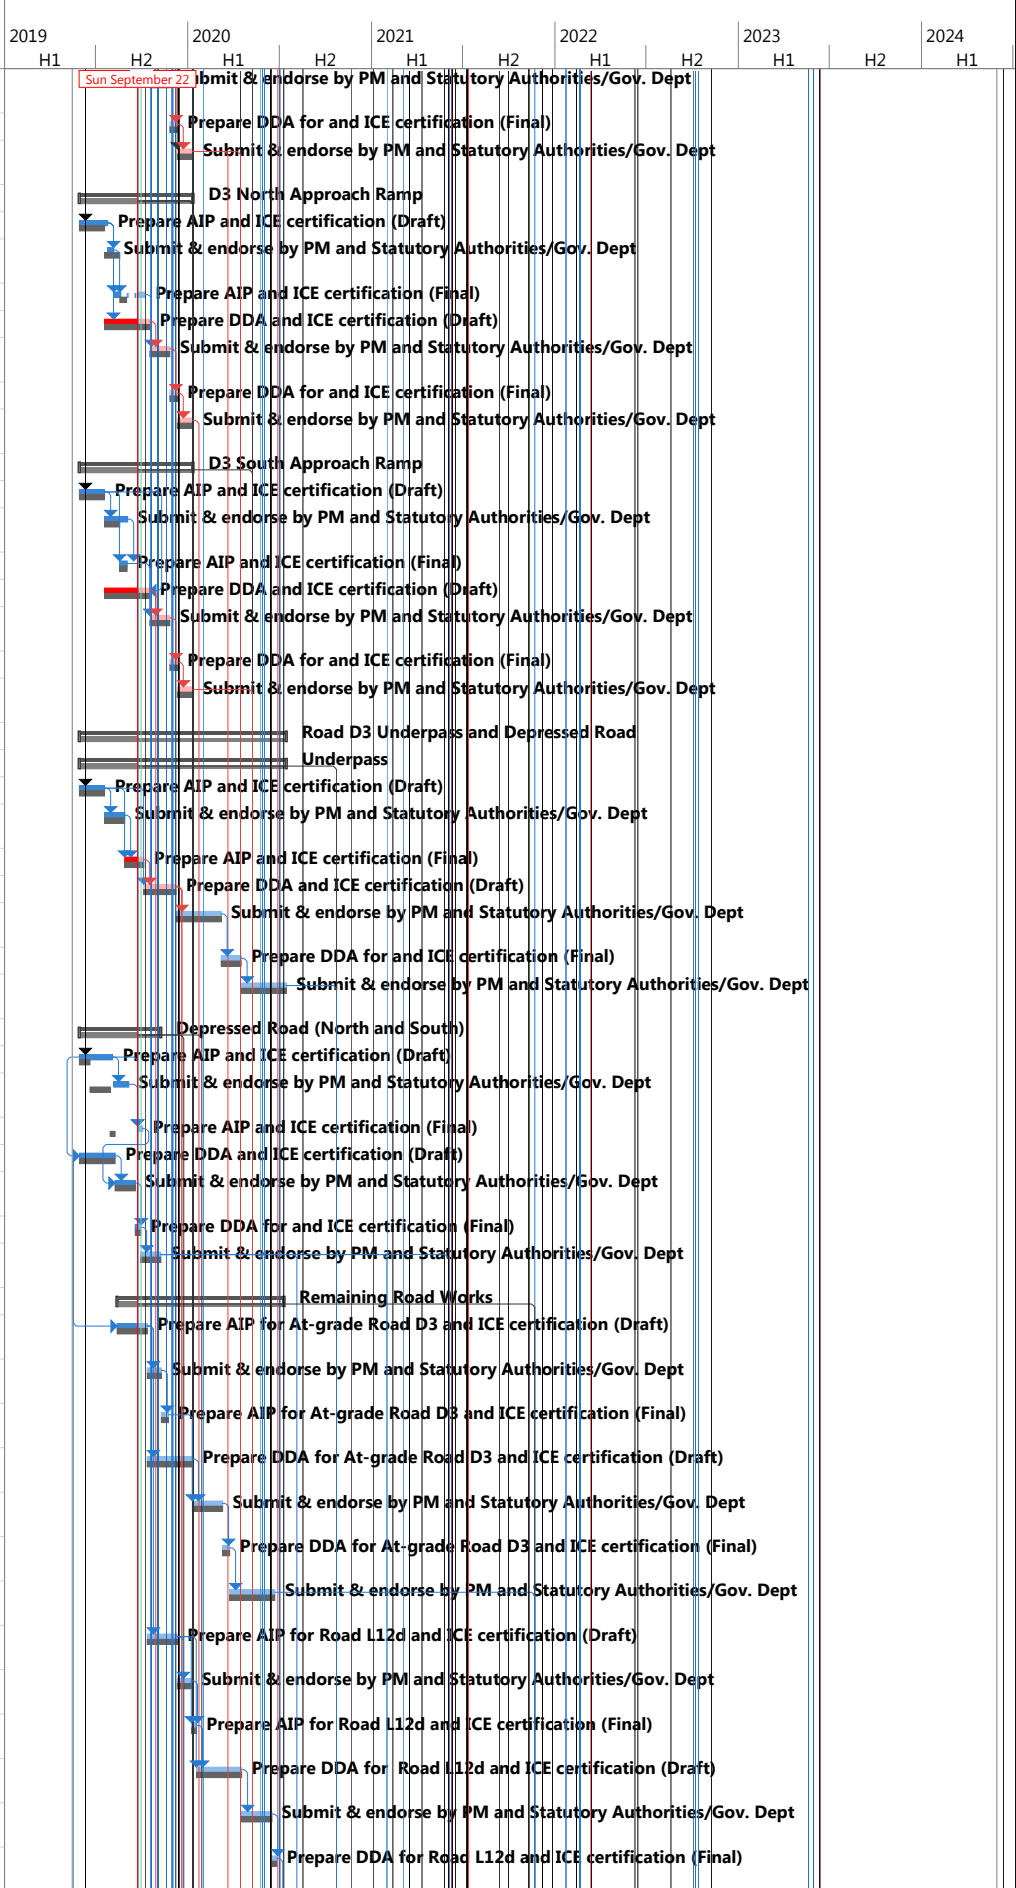 2019 2020 2021 2022 2023 2024
H1 H2 H1 H2 H1 H2 H1 H2 H1 H2 H1
Sun September 22
ubmit & endorse by PM and Statutory Authorities/Gov. Dept
Prepare DDA for and ICE certification (Final)
Submit & endorse by PM and Statutory Authorities/Gov. Dept
D3 North Approach Ramp
Prepare AIP and ICE certification (Draft)
Submit & endorse by PM and Statutory Authorities/Gov. Dept
Prepare AIP and ICE certification (Final)
Prepare DDA and ICE certification (Draft)
Submit & endorse by PM and Statutory Authorities/Gov. Dept
Prepare DDA for and ICE certification (Final)
Submit & endorse by PM and Statutory Authorities/Gov. Dept
D3 South Approach Ramp
Prepare AIP and ICE certification (Draft)
Submit & endorse by PM and Statutory Authorities/Gov. Dept
Prepare AIP and ICE certification (Final)
Prepare DDA and ICE certification (Draft)
Submit & endorse by PM and Statutory Authorities/Gov. Dept
Prepare DDA for and ICE certification (Final)
Submit & endorse by PM and Statutory Authorities/Gov. Dept
Road D3 Underpass and Depressed Road
Underpass
Prepare AIP and ICE certification (Draft)
Submit & endorse by PM and Statutory Authorities/Gov. Dept
Prepare AIP and ICE certification (Final)
Prepare DDA and ICE certification (Draft)
Submit & endorse by PM and Statutory Authorities/Gov. Dept
Prepare DDA for and ICE certification (Final)
Submit & endorse by PM and Statutory Authorities/Gov. Dept
Depressed Road (North and South)
Prepare AIP and ICE certification (Draft)
Submit & endorse by PM and Statutory Authorities/Gov. Dept
Prepare AIP and ICE certification (Final)
Prepare DDA and ICE certification (Draft)
Submit & endorse by PM and Statutory Authorities/Gov. Dept
Prepare DDA for and ICE certification (Final)
Submit & endorse by PM and Statutory Authorities/Gov. Dept
Remaining Road Works
Prepare AIP for At-grade Road D3 and ICE certification (Draft)
Submit & endorse by PM and Statutory Authorities/Gov. Dept
Prepare AIP for At-grade Road D3 and ICE certification (Final)
Prepare DDA for At-grade Road D3 and ICE certification (Draft)
Submit & endorse by PM and Statutory Authorities/Gov. Dept
Prepare DDA for At-grade Road D3 and ICE certification (Final)
Submit & endorse by PM and Statutory Authorities/Gov. Dept
Prepare AIP for Road L12d and ICE certification (Draft)
Submit & endorse by PM and Statutory Authorities/Gov. Dept
Prepare AIP for Road L12d and ICE certification (Final)
Prepare DDA for Road L12d and ICE certification (Draft)
Submit & endorse by PM and Statutory Authorities/Gov. Dept
Prepare DDA for Road L12d and ICE certification (Final)